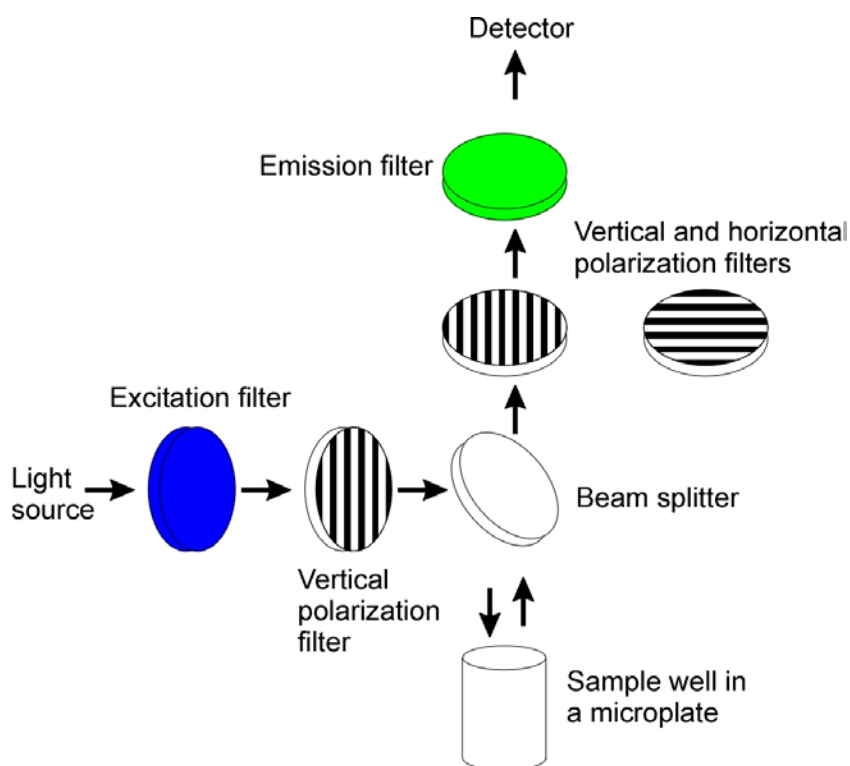 Detector
Emission filter
Vertical and horizontal
polarization filters
Excitation filter
Light
source
Beam splitter
Vertical
polarization
filter
Sample well in
a microplate